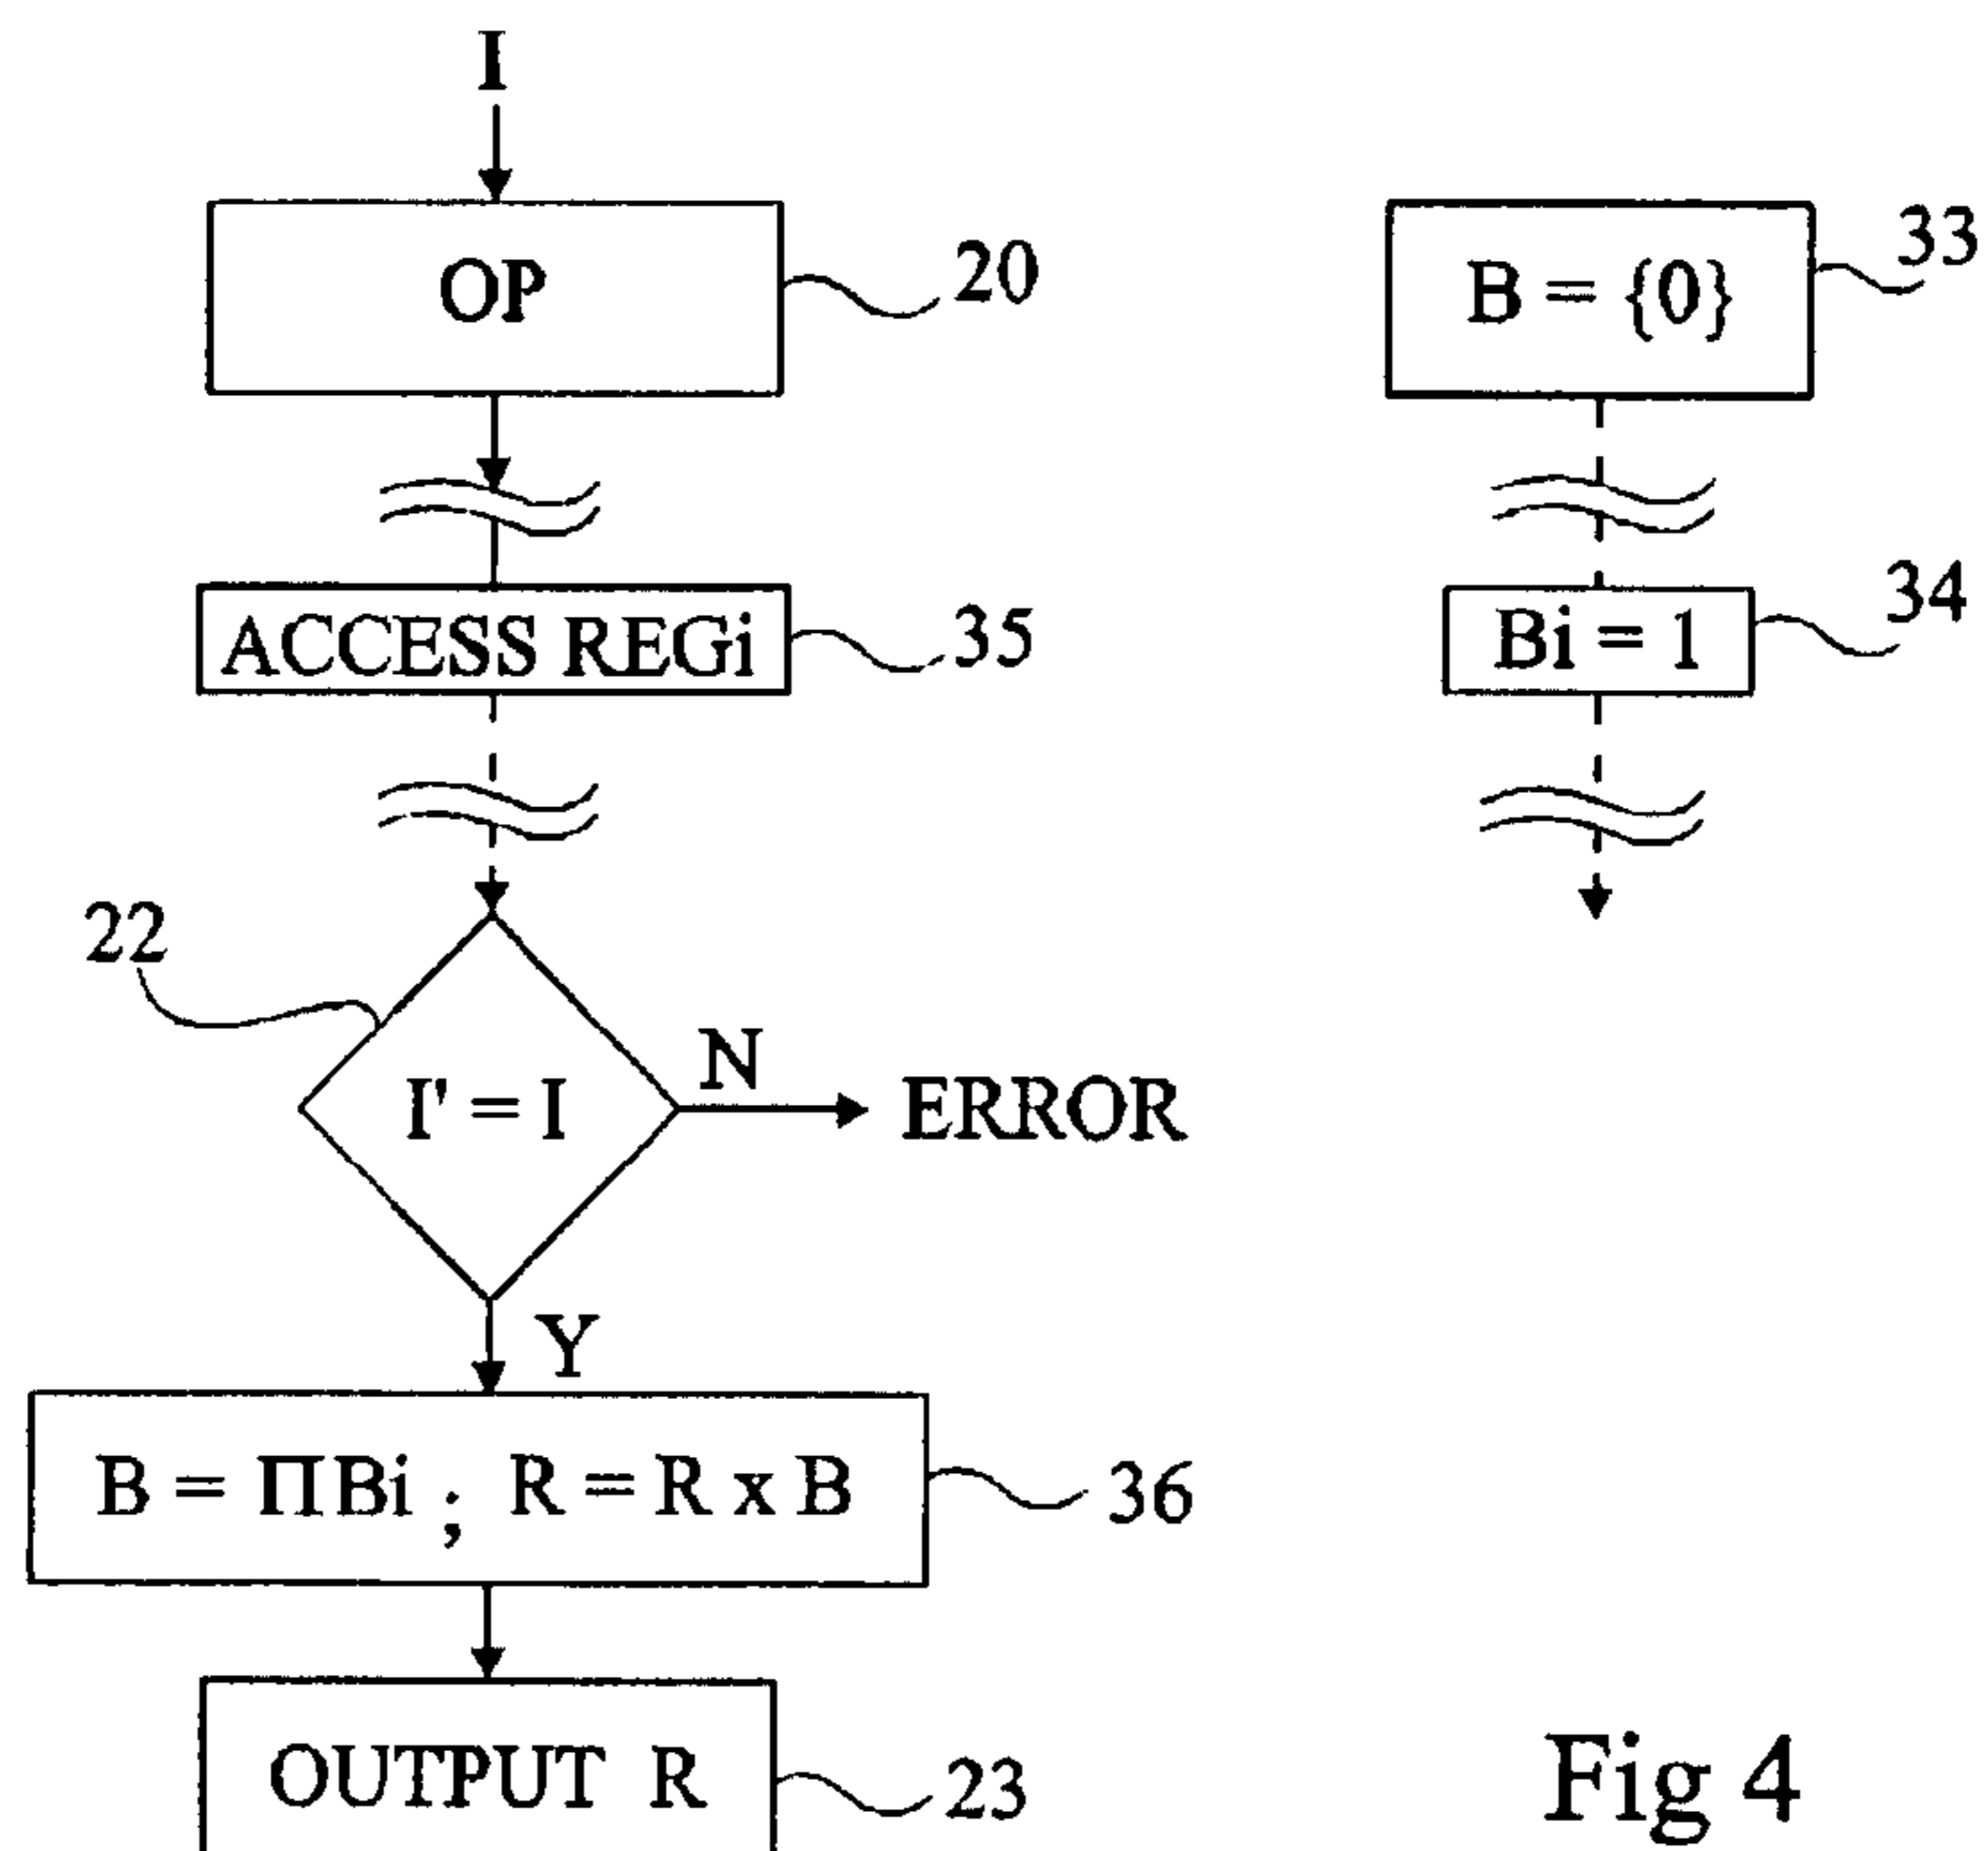 I
OP
20
ACCESS REGi
35
22
I' = I
N
ERROR
Y
B = ΠBi ; R = R x B
36
OUTPUT R
23
33
B = {0}
34
Bi = 1
Fig 4